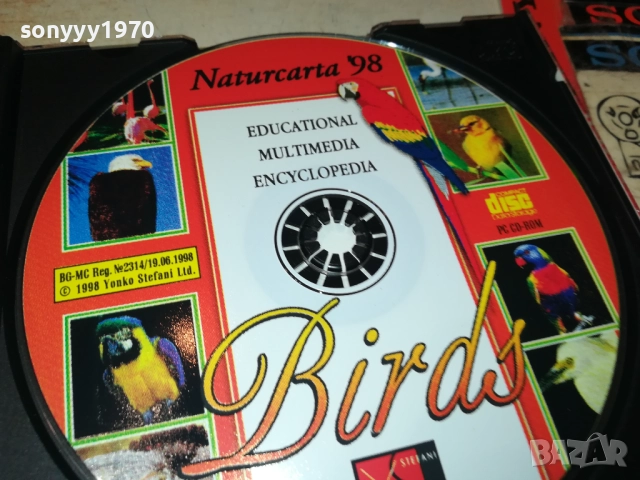 sonyyy1970
Naturcarta '98
EDUCATIONAL
MULTIMEDIA
ENCYCLOPEDIA
COMPACT
disc
PC CD-ROM
BG-MC Reg. №2314/19.06.1998
© 1998 Yonko Stefani Ltd.
Birds
STEFANI
BAZAR